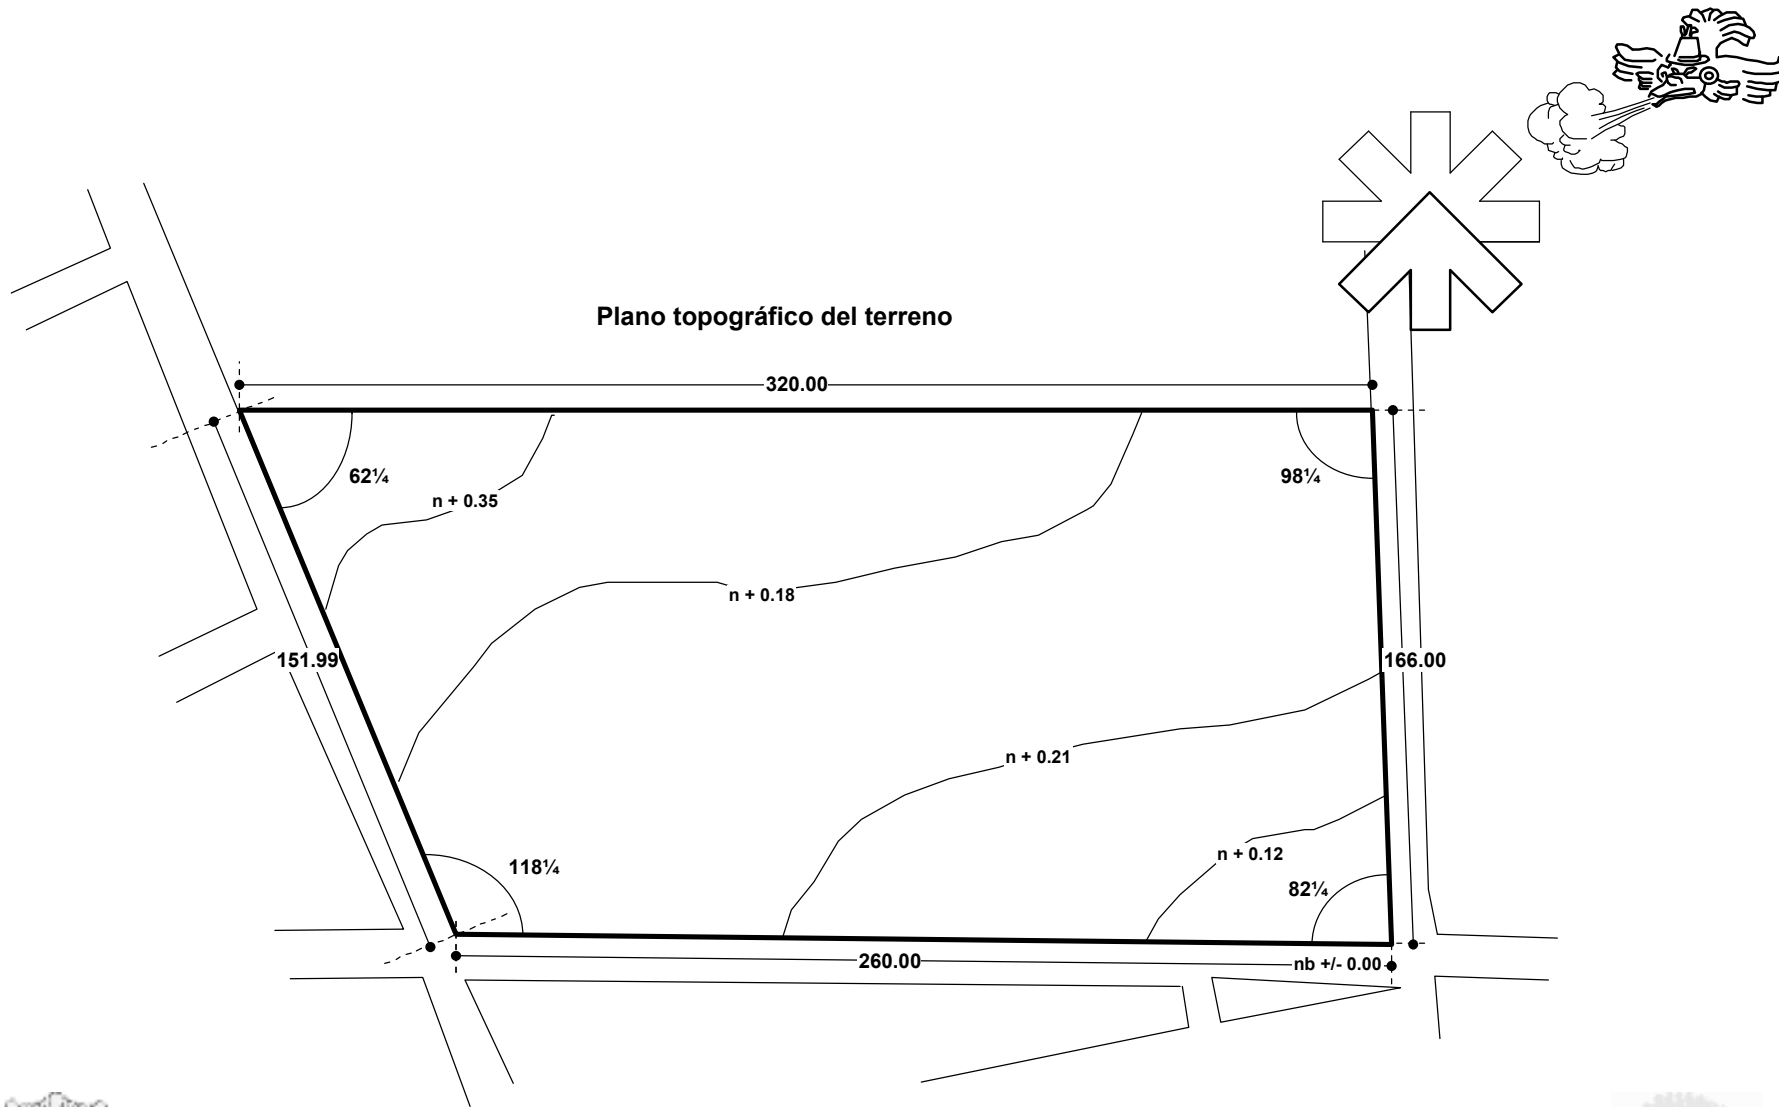 Plano topográfico del terreno
320.00
62¼
98¼
n + 0.35
n + 0.18
151.99
166.00
n + 0.21
n + 0.12
118¼
82¼
260.00
nb +/- 0.00